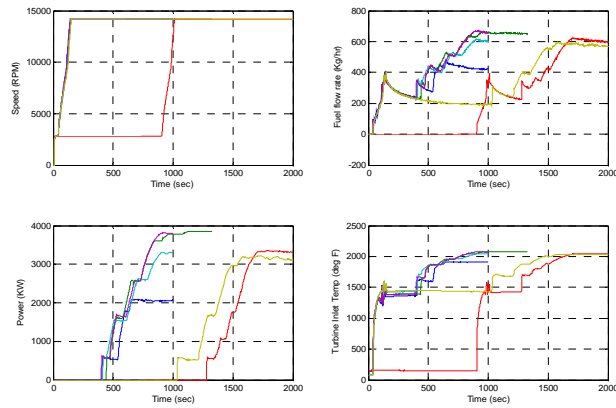 15000
10000
5000
0
Speed (RPM)
0 500 1000 1500 2000
Time (sec)
800
600
400
200
0
-200
Fuel flow rate (Kg/hr)
0 500 1000 1500 2000
Time (sec)
4000
3000
2000
1000
0
Power (KW)
0 500 1000 1500 2000
Time (sec)
2500
2000
1500
1000
500
0
Turbine Inlet Temp (deg F)
0 500 1000 1500 2000
Time (sec)